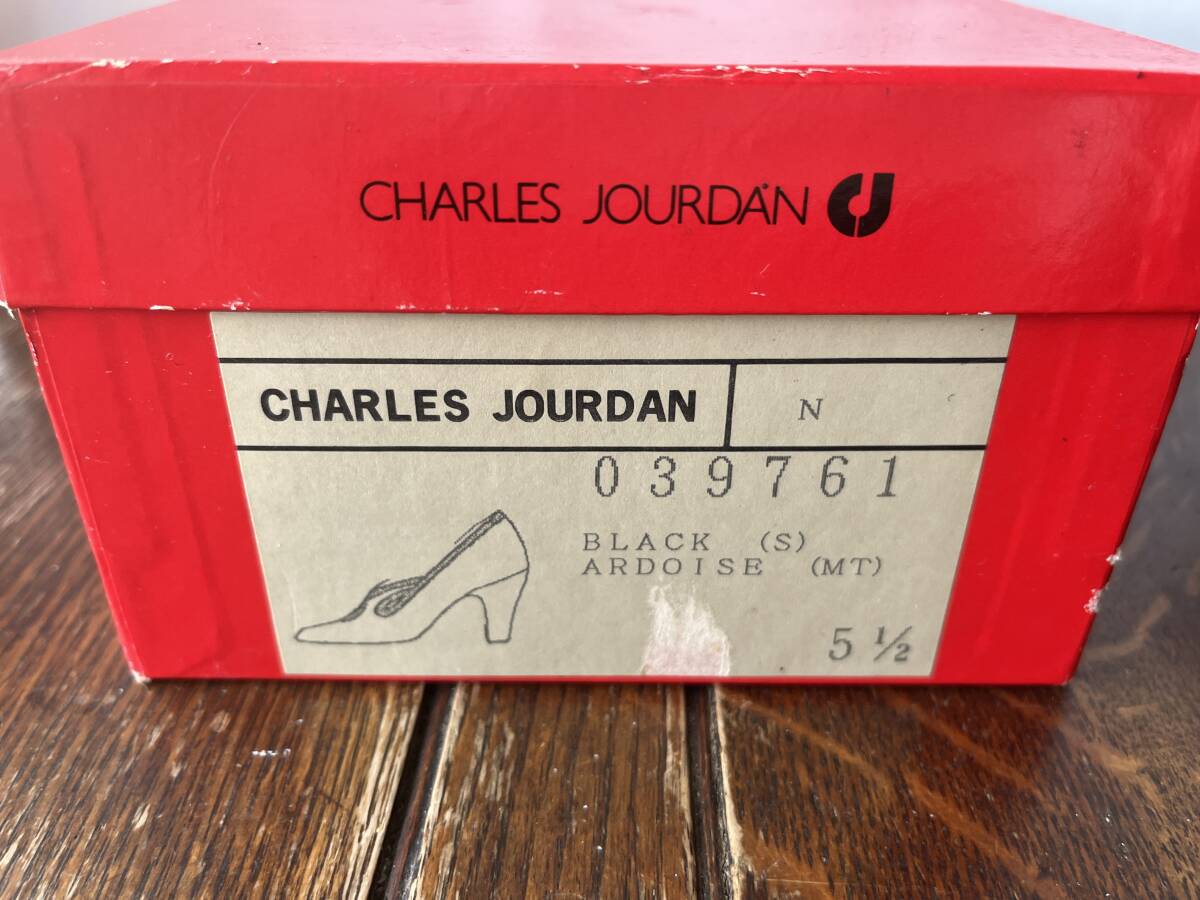 CHARLES JOURDAN
CHARLES JOURDAN N
039761
BLACK (S)
ARDOISE (MT)
5 ½